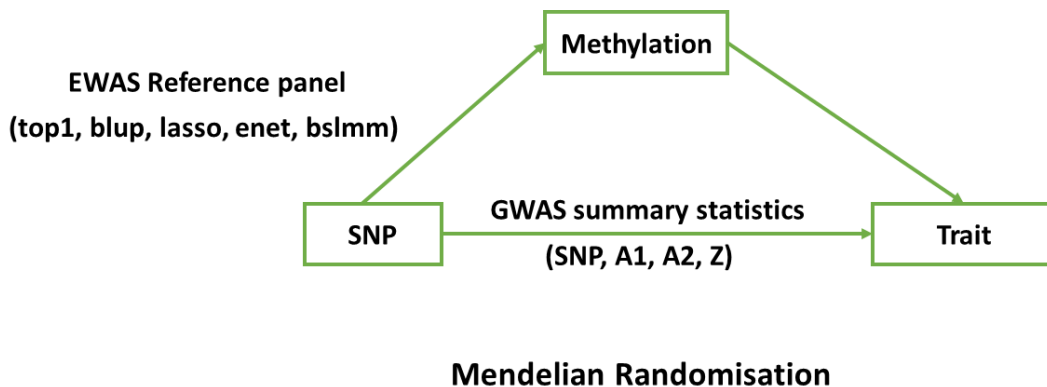 Methylation
EWAS Reference panel
(top1, blup, lasso, enet, bslmm)
SNP
GWAS summary statistics
(SNP, A1, A2, Z)
Trait
Mendelian Randomisation